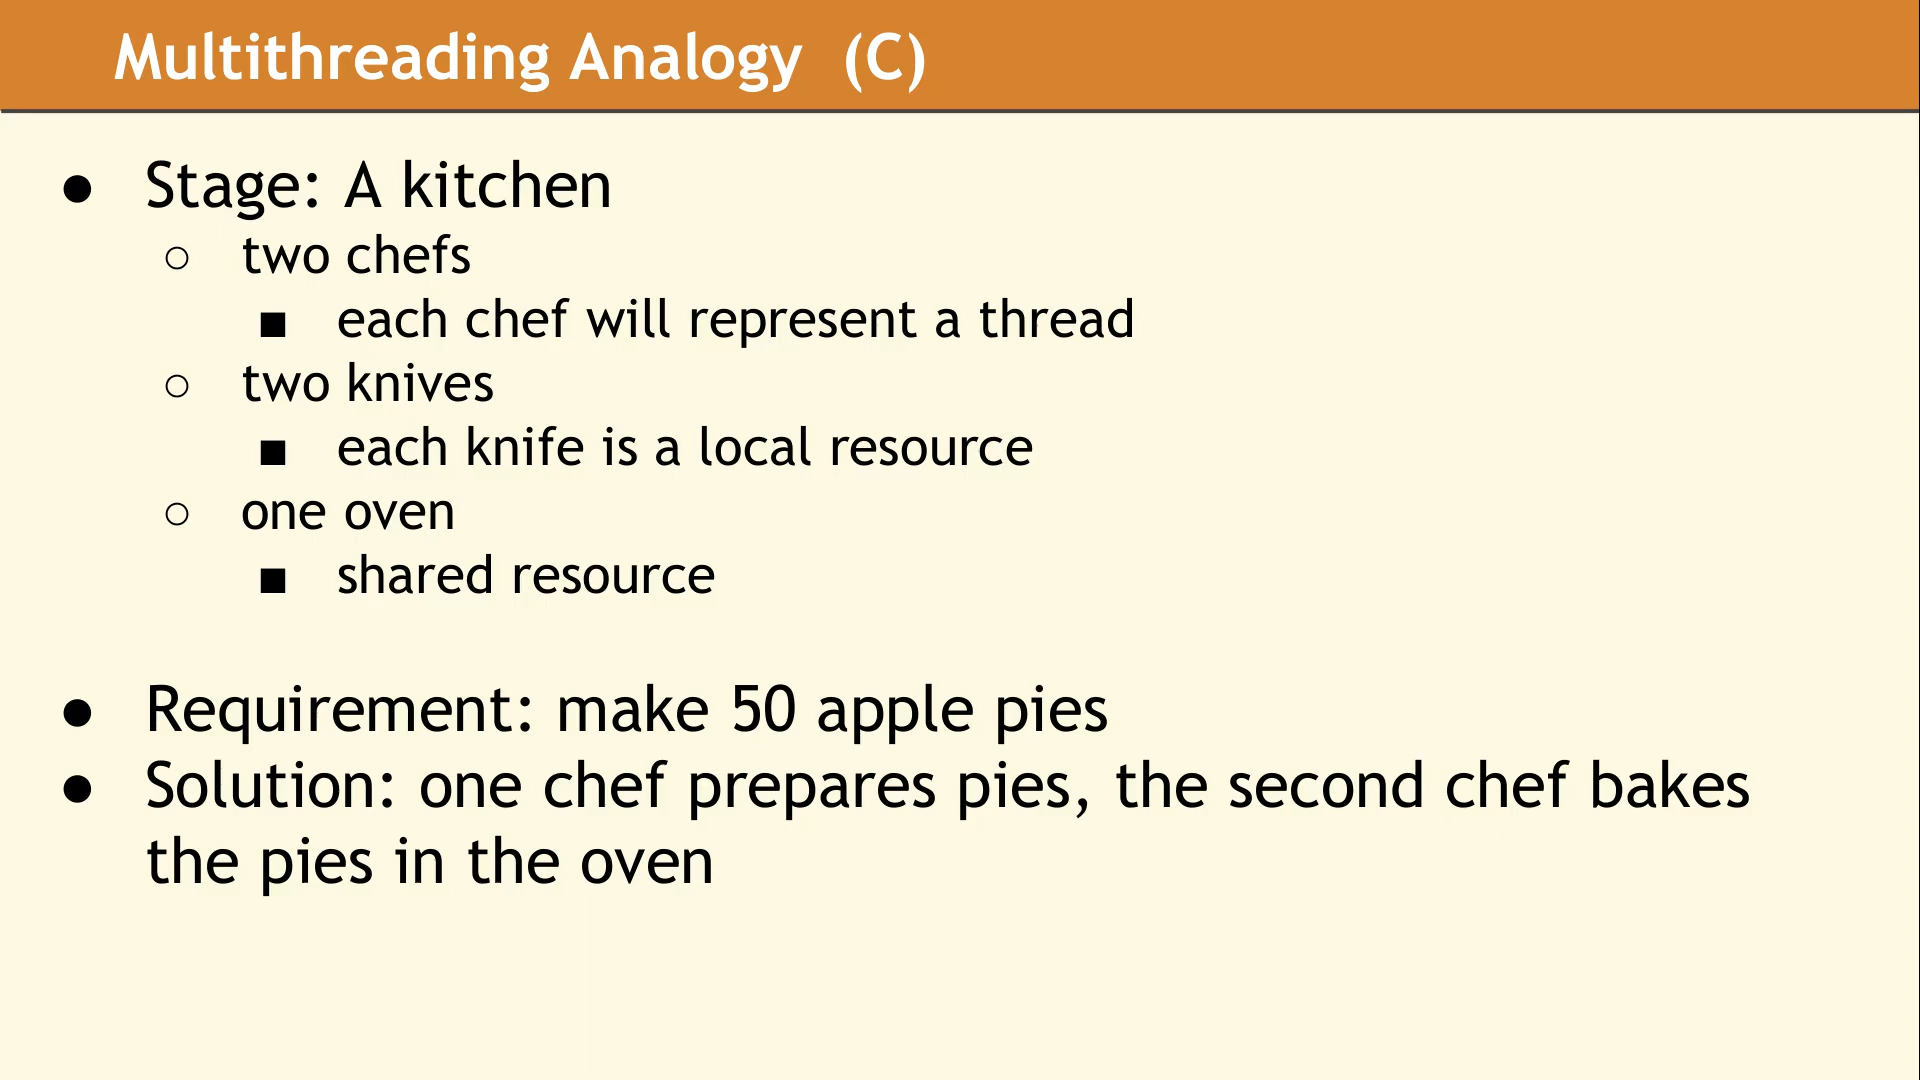 Multithreading Analogy (C)
● Stage: A kitchen
○ two chefs
■ each chef will represent a thread
○ two knives
■ each knife is a local resource
○ one oven
■ shared resource
● Requirement: make 50 apple pies
● Solution: one chef prepares pies, the second chef bakes
the pies in the oven